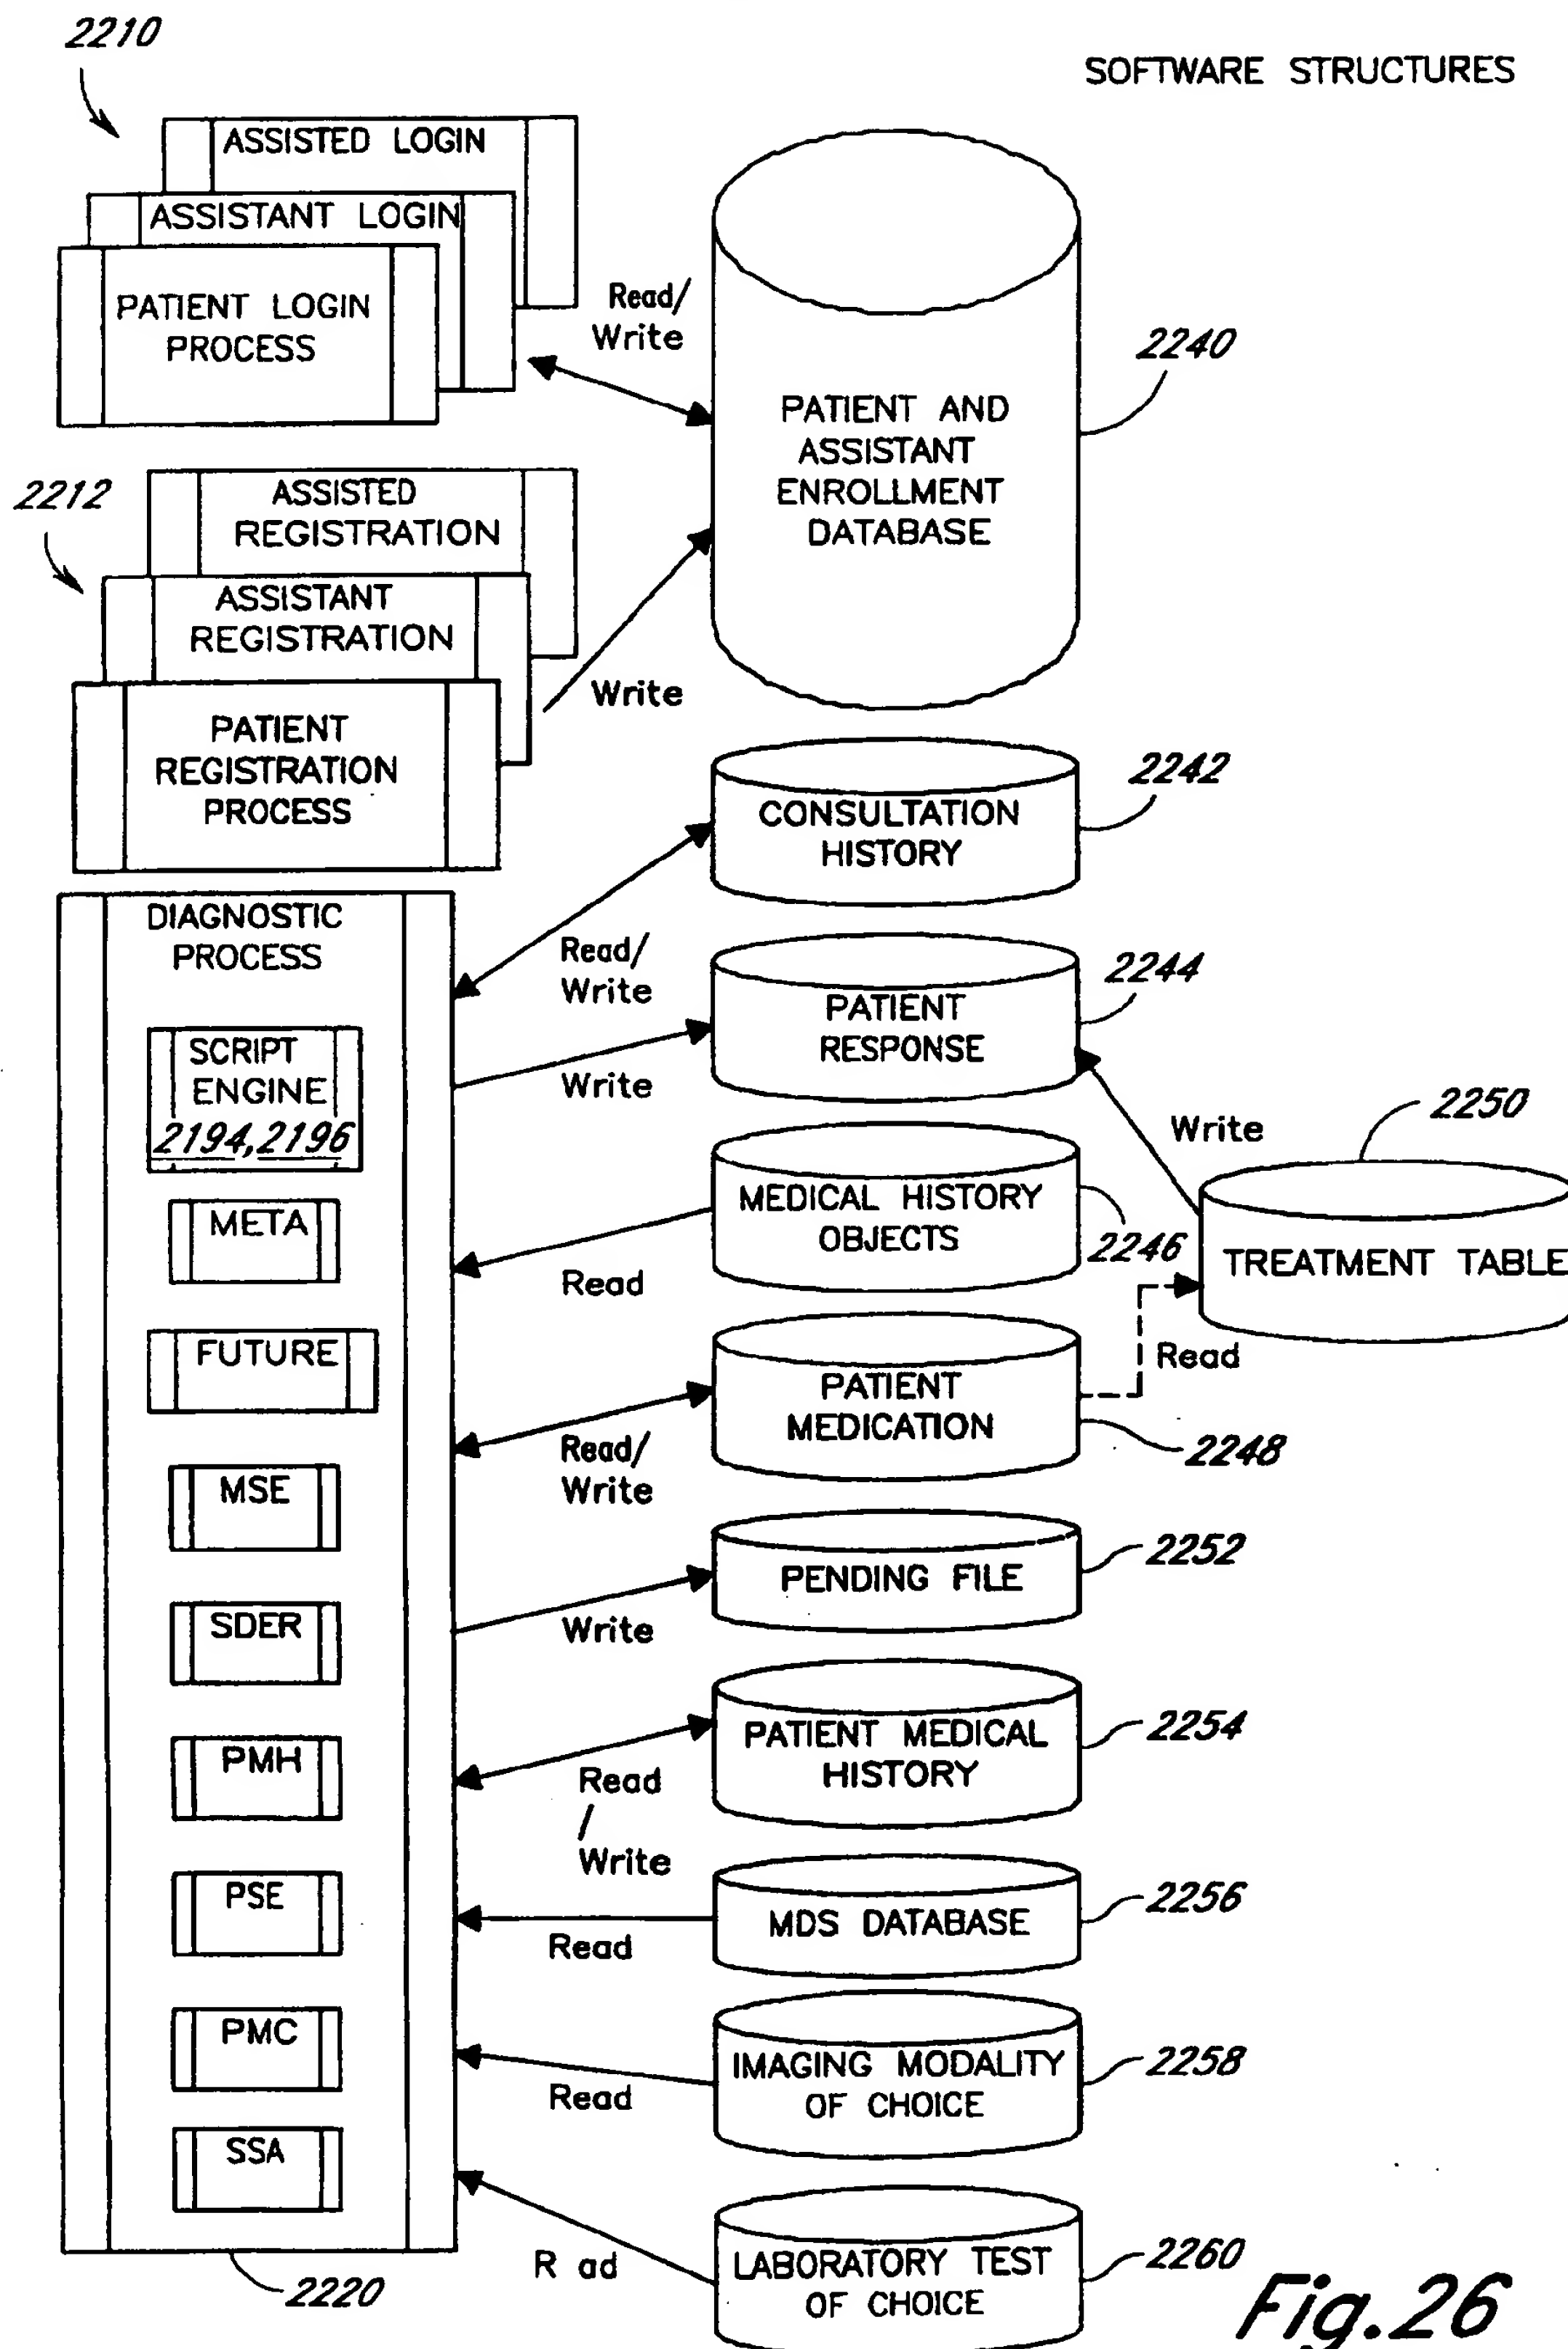 2210
SOFTWARE STRUCTURES
ASSISTED LOGIN
ASSISTANT LOGIN
PATIENT LOGIN
PROCESS
Read/
Write
2240
PATIENT AND
ASSISTANT
ENROLLMENT
DATABASE
2212
ASSISTED
REGISTRATION
ASSISTANT
REGISTRATION
PATIENT
REGISTRATION
PROCESS
Write
2242
CONSULTATION
HISTORY
DIAGNOSTIC
PROCESS
Read/
Write
2244
PATIENT
RESPONSE
SCRIPT
ENGINE
2194,2196
Write
Write
2250
META
MEDICAL HISTORY
OBJECTS
2246
TREATMENT TABLE
Read
FUTURE
PATIENT
MEDICATION
Read
2248
Read/
Write
MSE
PENDING FILE
2252
SDER
Write
PMH
PATIENT MEDICAL
HISTORY
2254
Read
/
Write
PSE
MDS DATABASE
2256
Read
PMC
IMAGING MODALITY
OF CHOICE
2258
Read
SSA
LABORATORY TEST
OF CHOICE
2260
R ad
2220
Fig.26